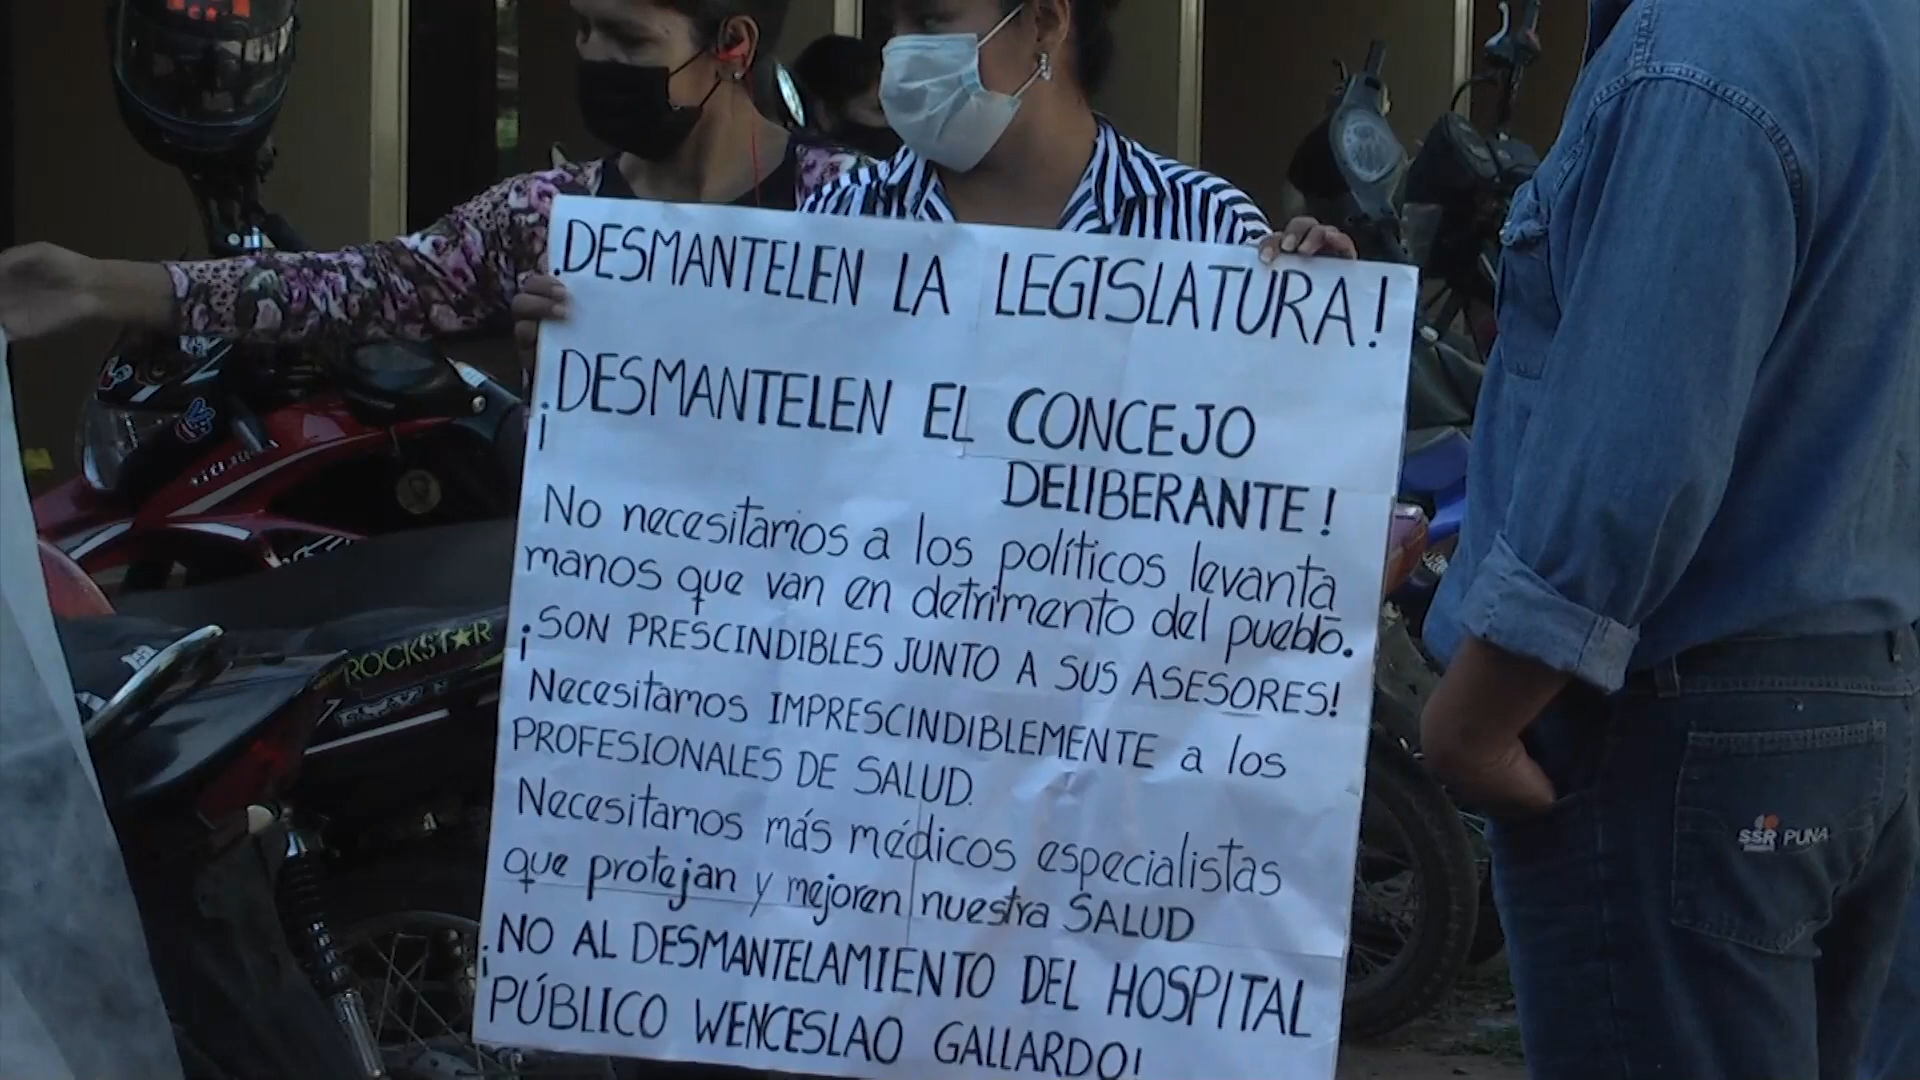 ¡DESMANTELEN LA LEGISLATURA!
¡DESMANTELEN EL CONCEJO
DELIBERANTE!
No necesitamos a los políticos levanta
manos que van en detrimento del pueblo.
¡SON PRESCINDIBLES JUNTO A SUS ASESORES!
Necesitamos IMPRESCINDIBLEMENTE a los
PROFESIONALES DE SALUD.
Necesitamos más médicos especialistas
que protejan y mejoren nuestra SALUD
¡NO AL DESMANTELAMIENTO DEL HOSPITAL
PÚBLICO WENCESLAO GALLARDO!
ROCKSTAR
SSR PUNA